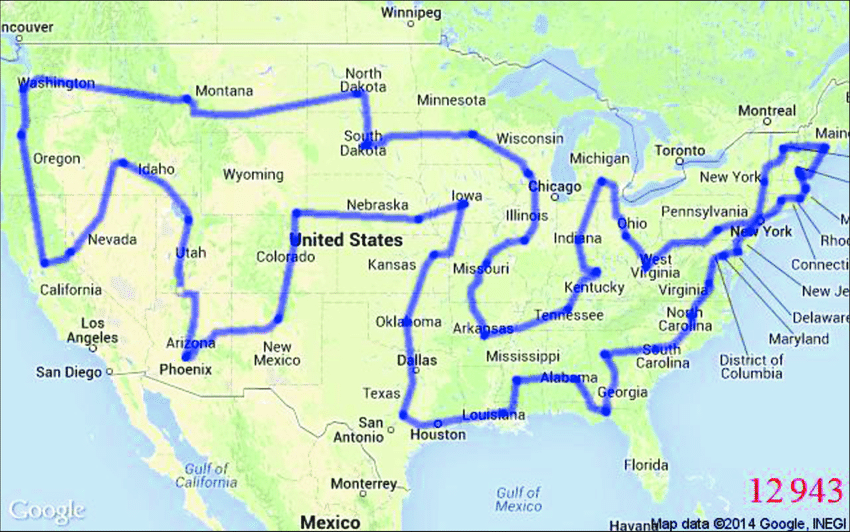 Winnipeg
ncouver
Washington
Montana
North
Dakota
Minnesota
Montreal
Maine
South
Dakota
Wisconsin
Toronto
Michigan
Oregon
Idaho
Wyoming
Chicago
New York
Iowa
Nebraska
Illinois
Ohio
Pennsylvania
M
Nevada
Utah
United States
Colorado
Indiana
New York
Rhod
Kansas
Missouri
West
Virginia
Connecti
California
Kentucky
Virginia
New Je
Los
Angeles
Arizona
Phoenix
Oklahoma
Arkansas
Tennessee
North
Carolina
Delaware
Maryland
New
Mexico
Dallas
Mississippi
South
Carolina
District of
Columbia
San Diego
Texas
Alabama
Georgia
San
Antonio
Houston
Louisiana
Gulf of
California
Monterrey
Gulf of
Mexico
Florida
12 943
Google
Mexico
Havana
Map data ©2014 Google, INEGI